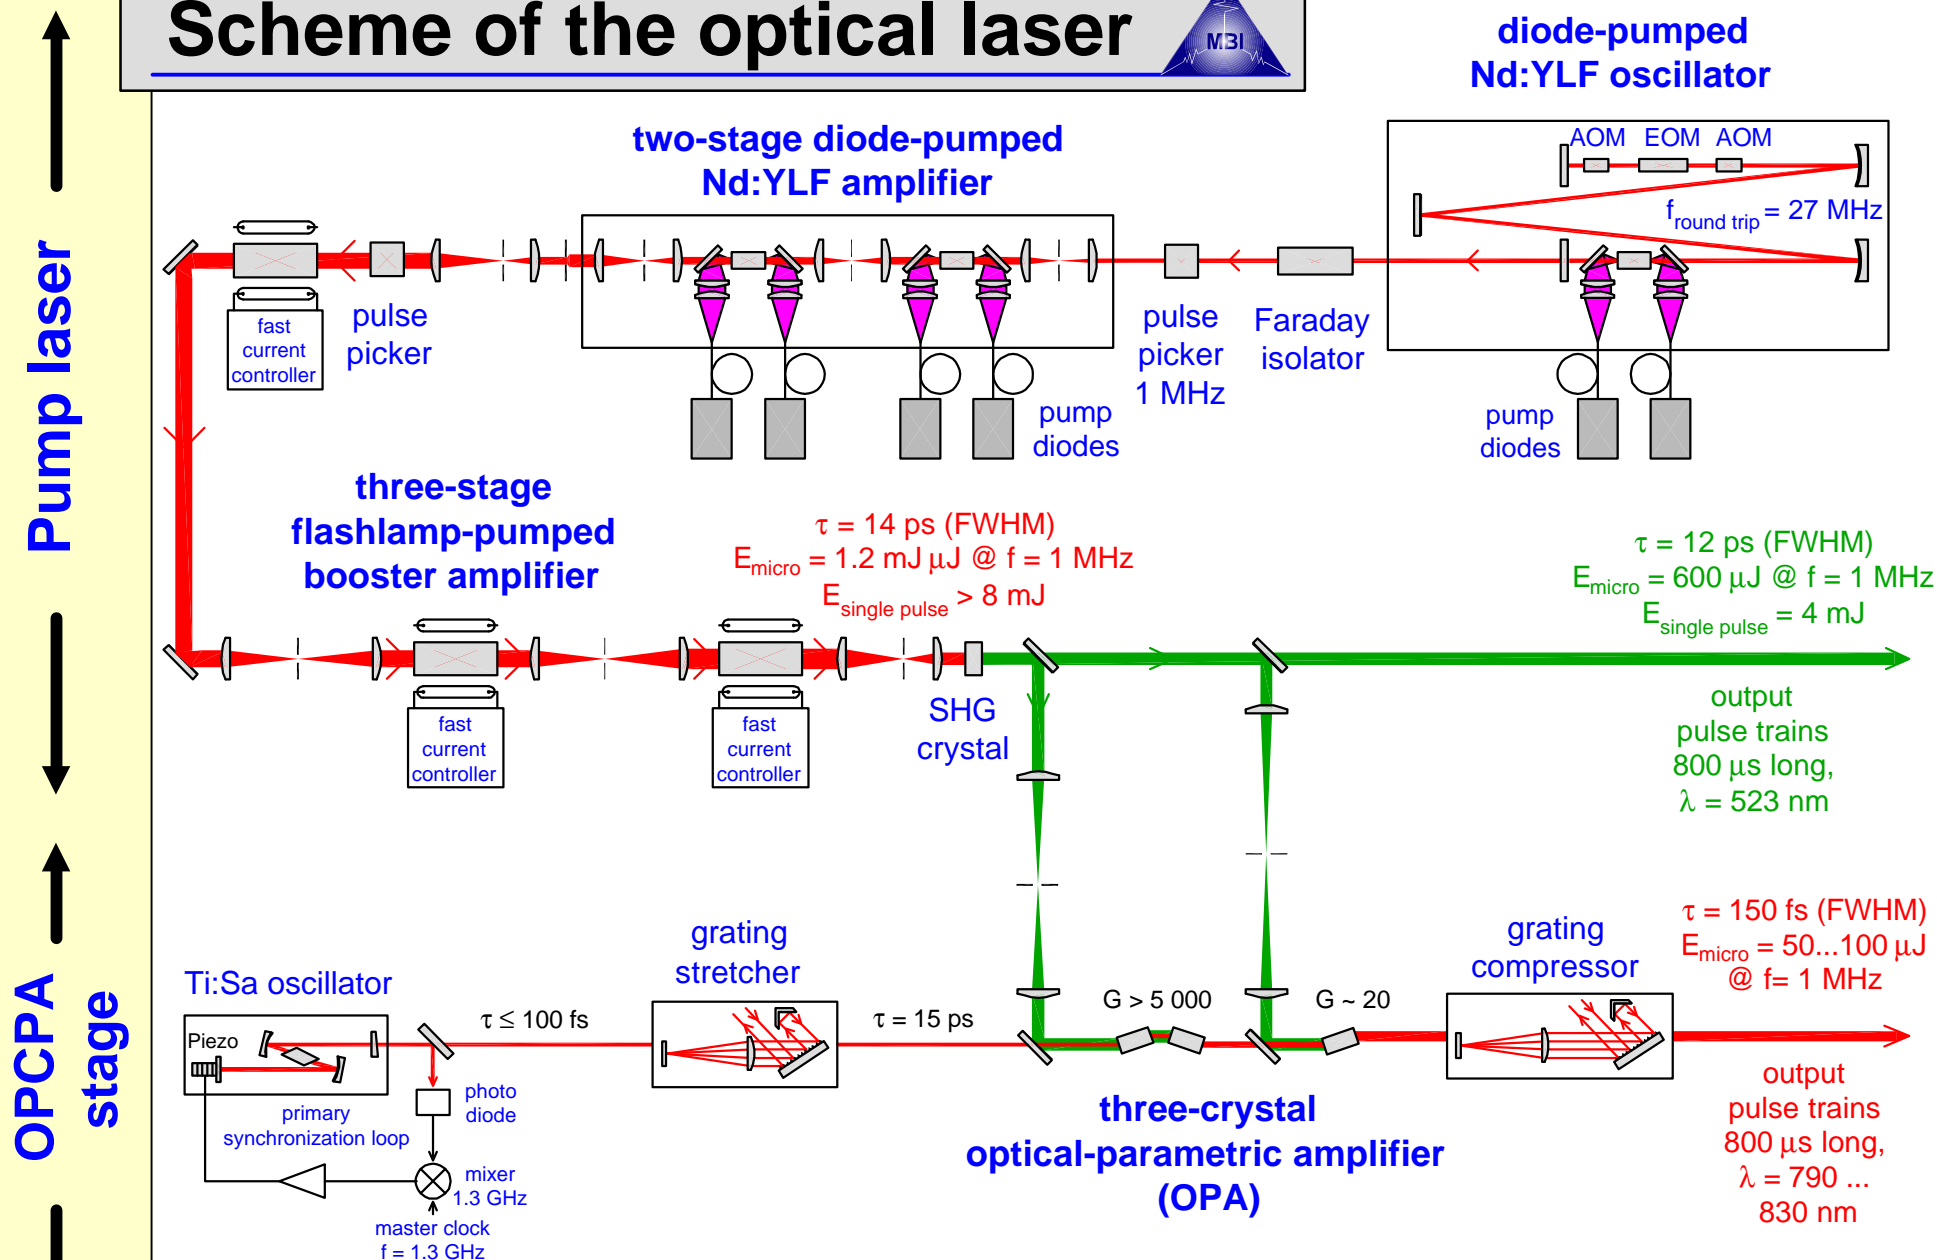 Scheme of the optical laser
MBI
diode-pumped
Nd:YLF oscillator
two-stage diode-pumped
Nd:YLF amplifier
AOM EOM AOM
f round trip = 27 MHz
fast
current
controller
pulse
picker
pulse
picker
1 MHz
Faraday
isolator
pump
diodes
pump
diodes
Pump laser
three-stage
flashlamp-pumped
booster amplifier
τ = 14 ps (FWHM)
E micro = 1.2 mJ μJ @ f = 1 MHz
E single pulse > 8 mJ
τ = 12 ps (FWHM)
E micro = 600 μJ @ f = 1 MHz
E single pulse = 4 mJ
fast
current
controller
fast
current
controller
SHG
crystal
output
pulse trains
800 μs long,
λ = 523 nm
OPCPA
stage
Ti:Sa oscillator
Piezo
τ ≤ 100 fs
grating
stretcher
τ = 15 ps
G > 5 000
G ~ 20
grating
compressor
τ = 150 fs (FWHM)
E micro = 50...100 μJ
@ f= 1 MHz
primary
synchronization loop
photo
diode
mixer
1.3 GHz
master clock
f = 1.3 GHz
three-crystal
optical-parametric amplifier
(OPA)
output
pulse trains
800 μs long,
λ = 790 ...
830 nm